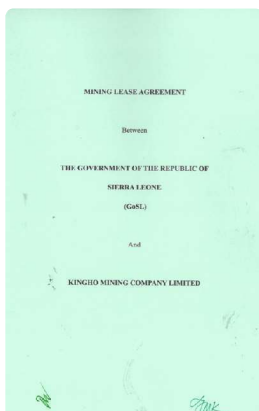 MINING LEASE AGREEMENT
Between
THE GOVERNMENT OF THE REPUBLIC OF
SIERRA LEONE
(GoSL)
And
KINGHO MINING COMPANY LIMITED